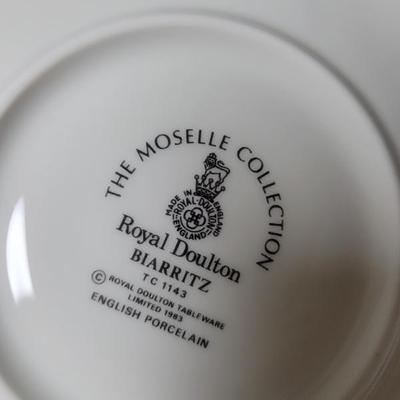 THE MOSELLE COLLECTION
MADE IN ENGLAND
ROYAL-DOULTON
ENGLAND
Royal Doulton
BIARRITZ
TC 1143
© ROYAL DOULTON TABLEWARE
LIMITED 1983
ENGLISH PORCELAIN